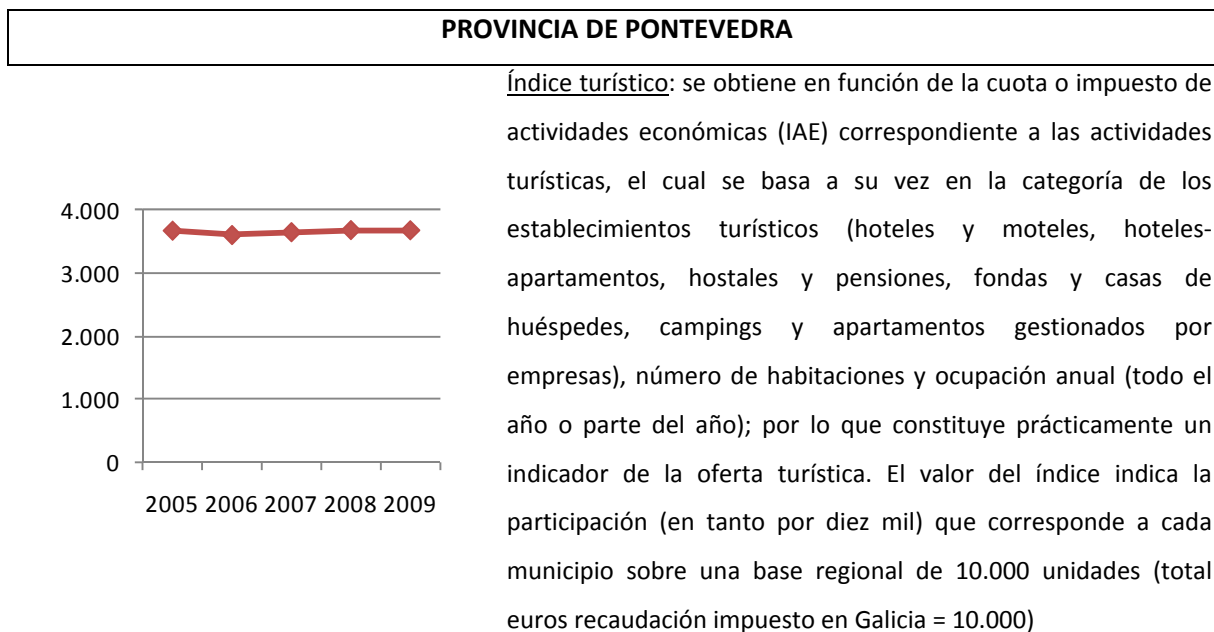 PROVINCIA DE PONTEVEDRA
4.000
3.000
2.000
1.000
0
2005 2006 2007 2008 2009
Índice turístico: se obtiene en función de la cuota o impuesto de
actividades económicas (IAE) correspondiente a las actividades
turísticas, el cual se basa a su vez en la categoría de los
establecimientos turísticos (hoteles y moteles, hoteles-
apartamentos, hostales y pensiones, fondas y casas de
huéspedes, campings y apartamentos gestionados por
empresas), número de habitaciones y ocupación anual (todo el
año o parte del año); por lo que constituye prácticamente un
indicador de la oferta turística. El valor del índice indica la
participación (en tanto por diez mil) que corresponde a cada
municipio sobre una base regional de 10.000 unidades (total
euros recaudación impuesto en Galicia = 10.000)